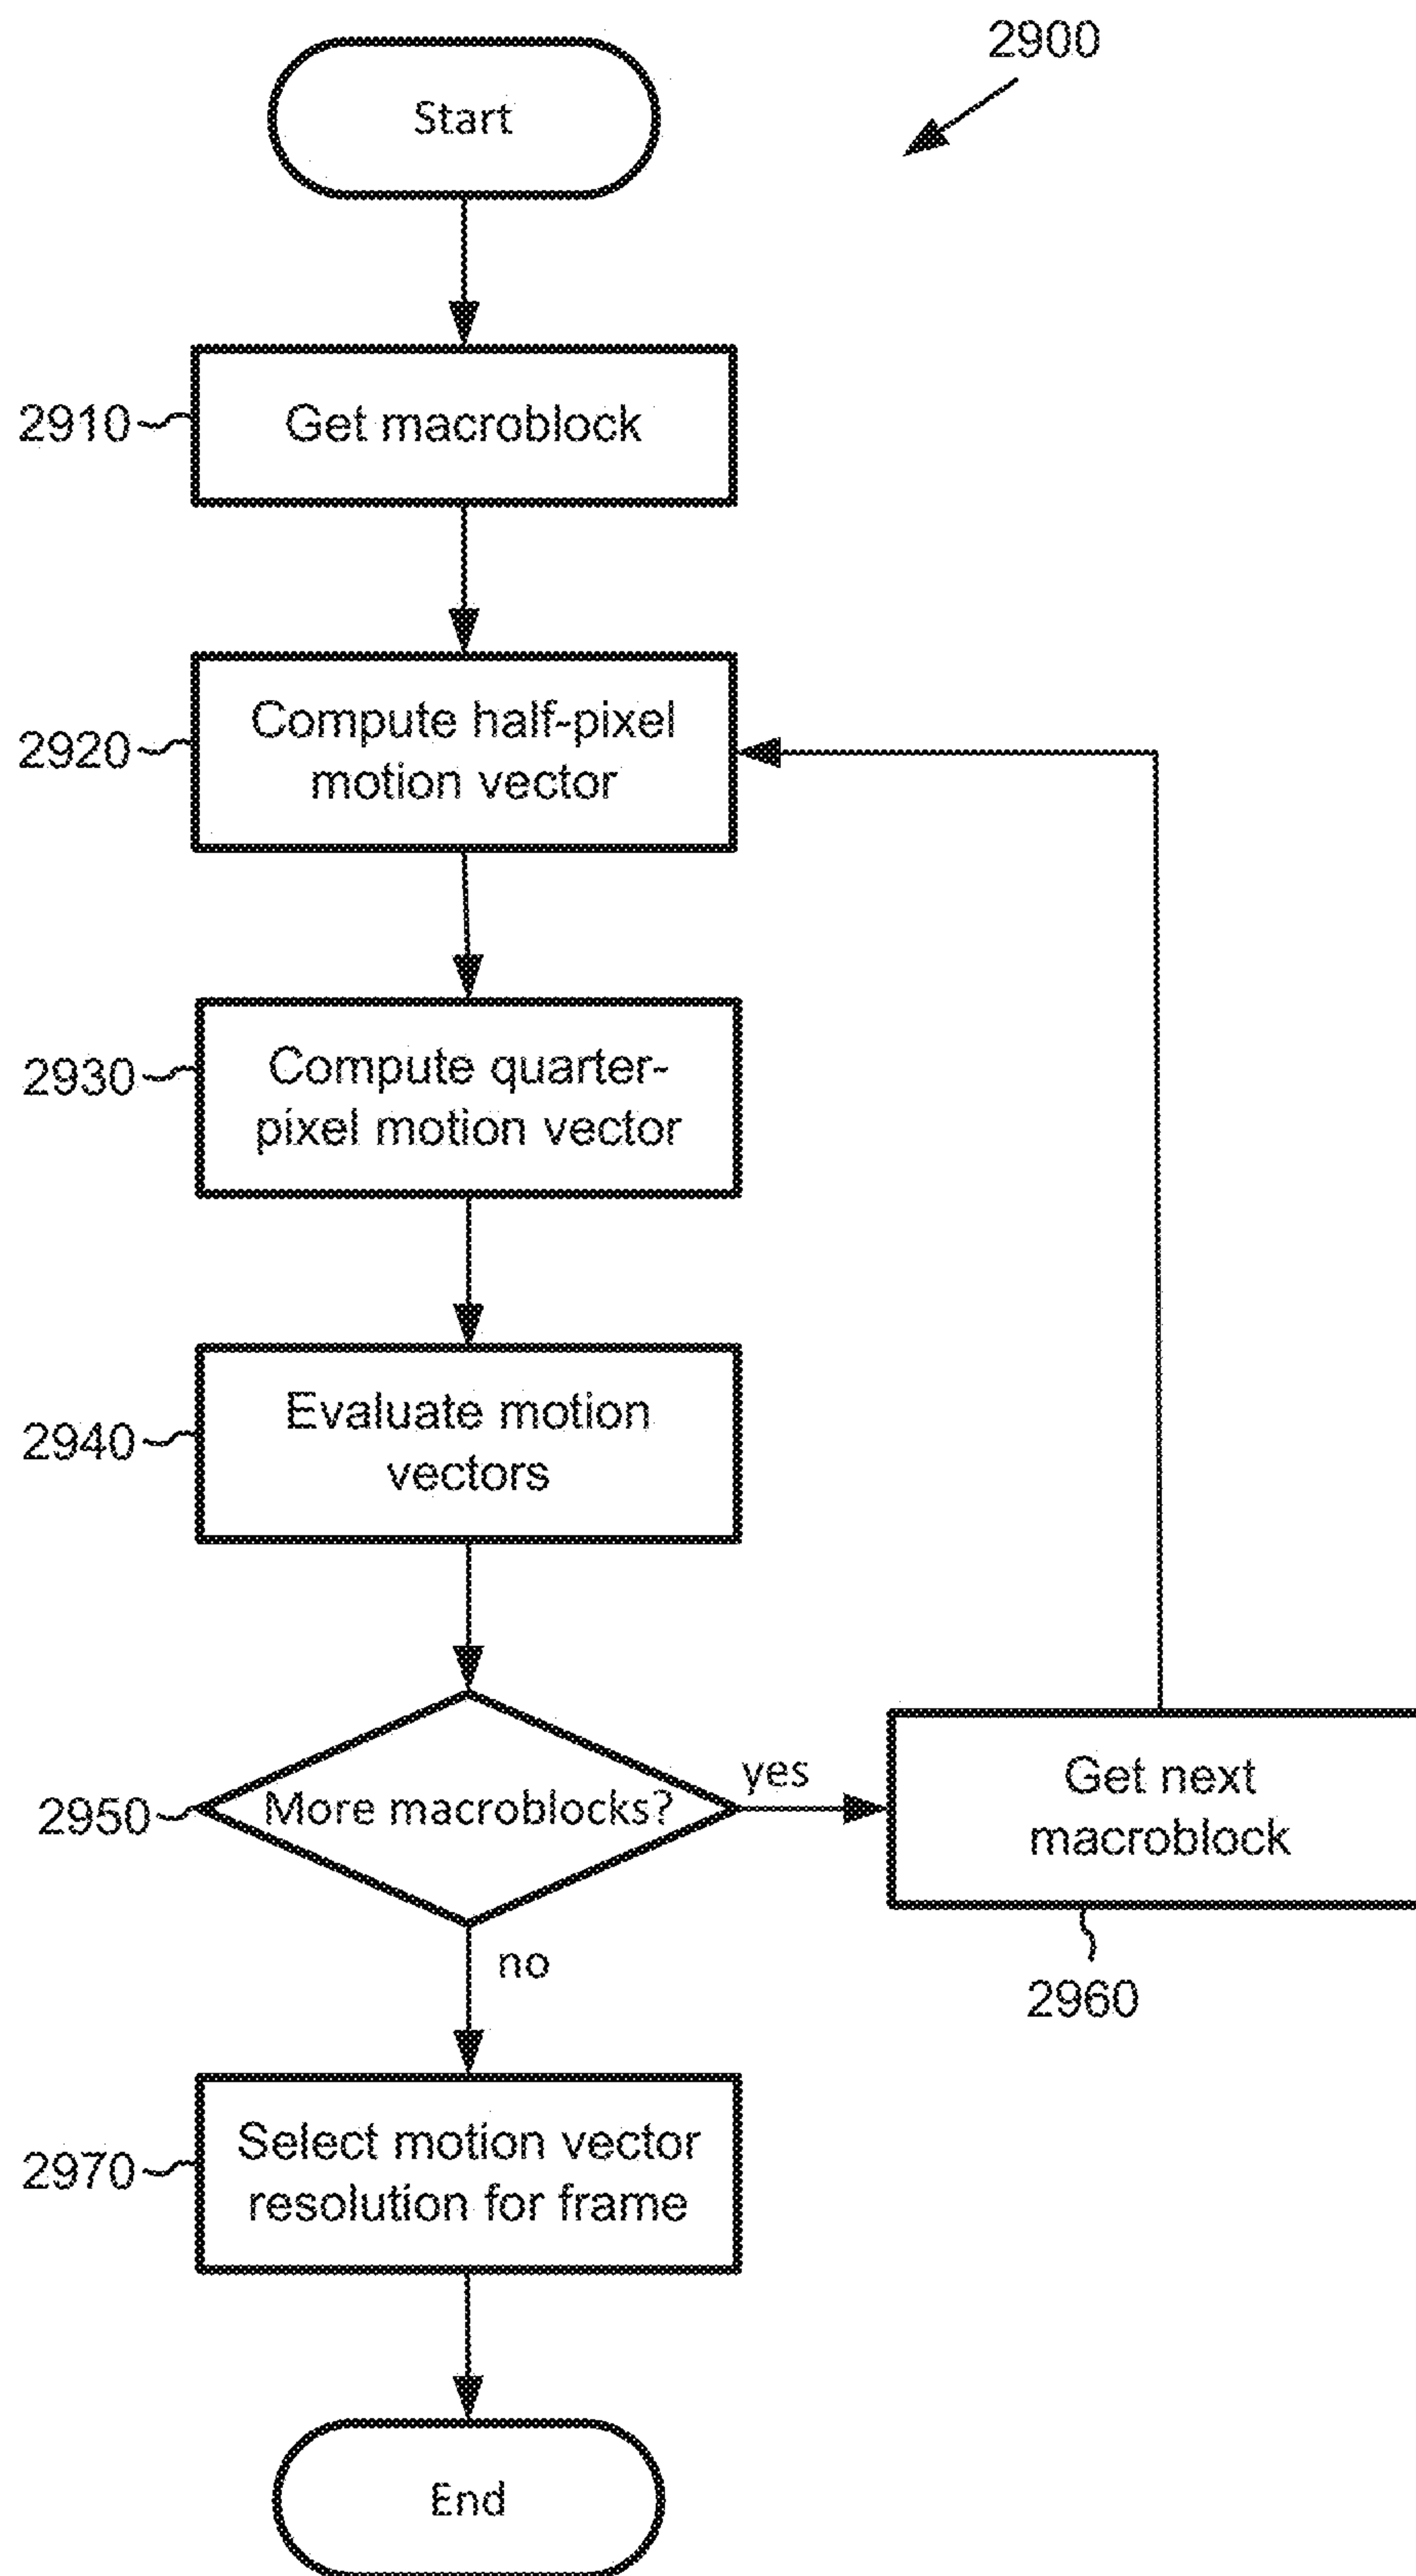 2900
Start
2910
Get macroblock
2920
Compute half-pixel
motion vector
2930
Compute quarter-
pixel motion vector
2940
Evaluate motion
vectors
2950
More macroblocks?
yes
Get next
macroblock
2960
no
2970
Select motion vector
resolution for frame
End